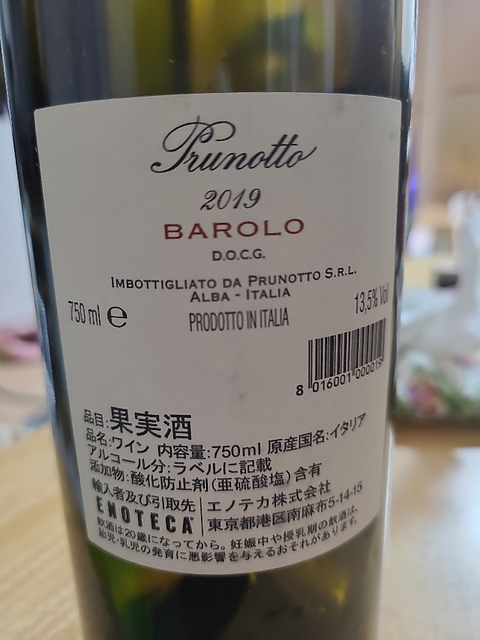 Prunotto
2019
BAROLO
D.O.C.G.
IMBOTTIGLIATO DA PRUNOTTO S.R.L.
ALBA - ITALIA
750 ml e PRODOTTO IN ITALIA 13,5% Vol
8 016001 000019
品目:果実酒
品名:ワイン 内容量:750ml 原産国名:イタリア
アルコール分:ラベルに記載
添加物:酸化防止剤(亜硫酸塩)含有
輸入者及び引取先
ENOTECA
エノテカ株式会社
東京都港区南麻布5-14-15
飲酒は20歳になってから。妊娠中や授乳期の飲酒は、
胎児・乳児の発育に悪影響を与えるおそれがあります。